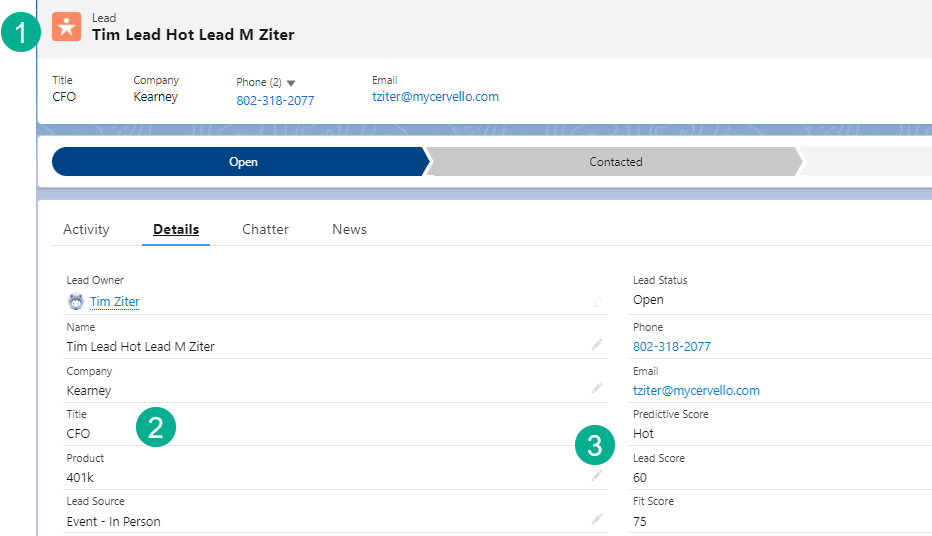 1
Lead
Tim Lead Hot Lead M Ziter
Title
Company
Phone (2)
Email
CFO
Kearney
802-318-2077
tziter@mycervello.com
Open
Contacted
Activity
Details
Chatter
News
Lead Owner
Tim Ziter
Name
Tim Lead Hot Lead M Ziter
Company
Kearney
Title
CFO
2
Product
401k
Lead Source
Event - In Person
3
Lead Status
Open
Phone
802-318-2077
Email
tziter@mycervello.com
Predictive Score
Hot
Lead Score
60
Fit Score
75